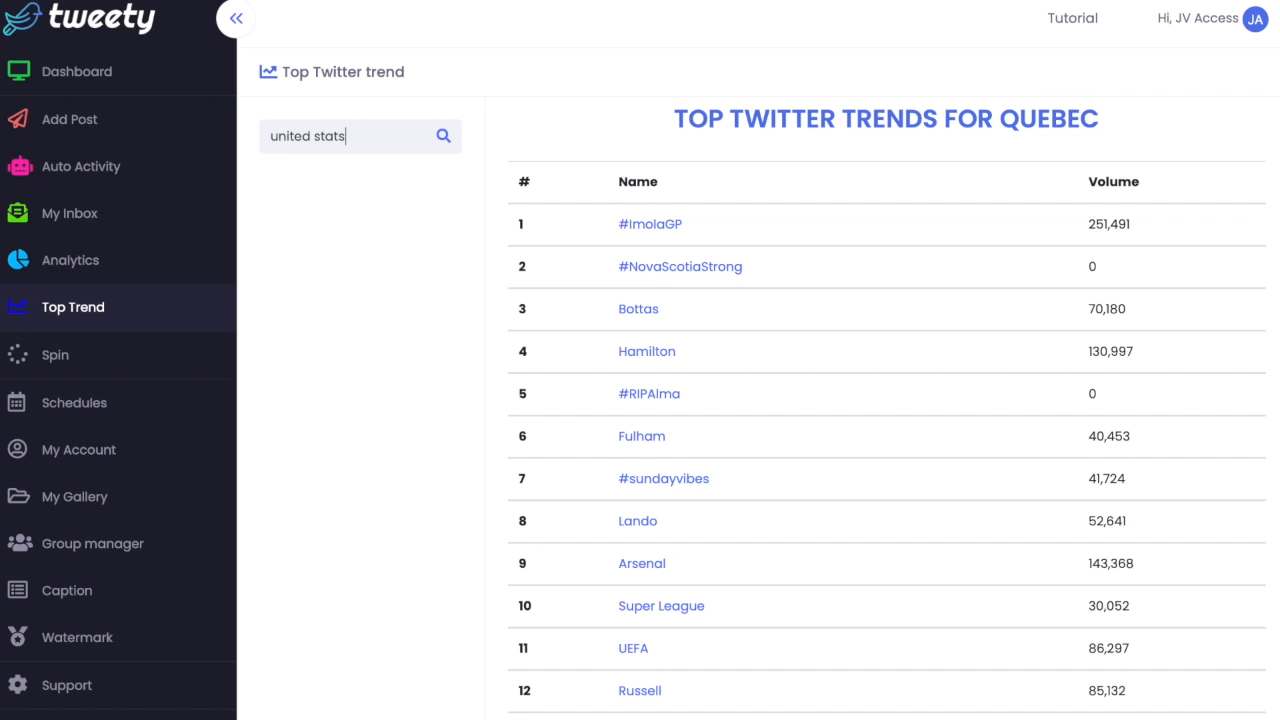 tweety
Tutorial
Hi, JV Access JA
Dashboard
Add Post
Auto Activity
My Inbox
Analytics
Top Trend
Spin
Schedules
My Account
My Gallery
Group manager
Caption
Watermark
Support
Top Twitter trend
united stats
TOP TWITTER TRENDS FOR QUEBEC
# Name Volume
1 #ImolaGP 251,491
2 #NovaScotiaStrong 0
3 Bottas 70,180
4 Hamilton 130,997
5 #RIPAlma 0
6 Fulham 40,453
7 #sundayvibes 41,724
8 Lando 52,641
9 Arsenal 143,368
10 Super League 30,052
11 UEFA 86,297
12 Russell 85,132